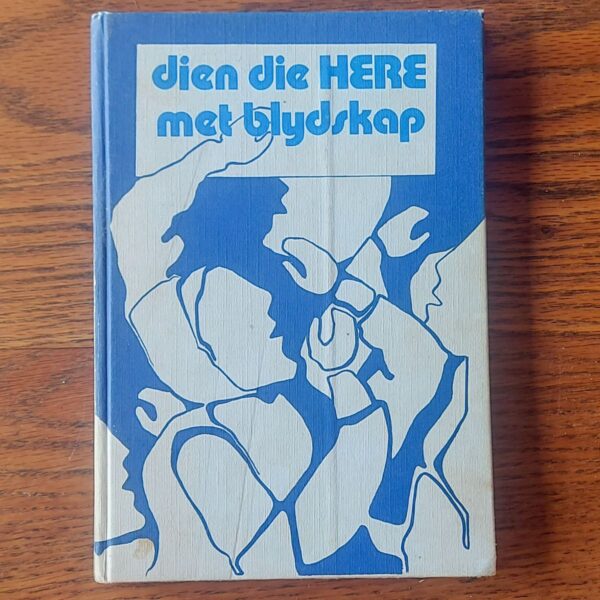 dien die HERE
met blydskap